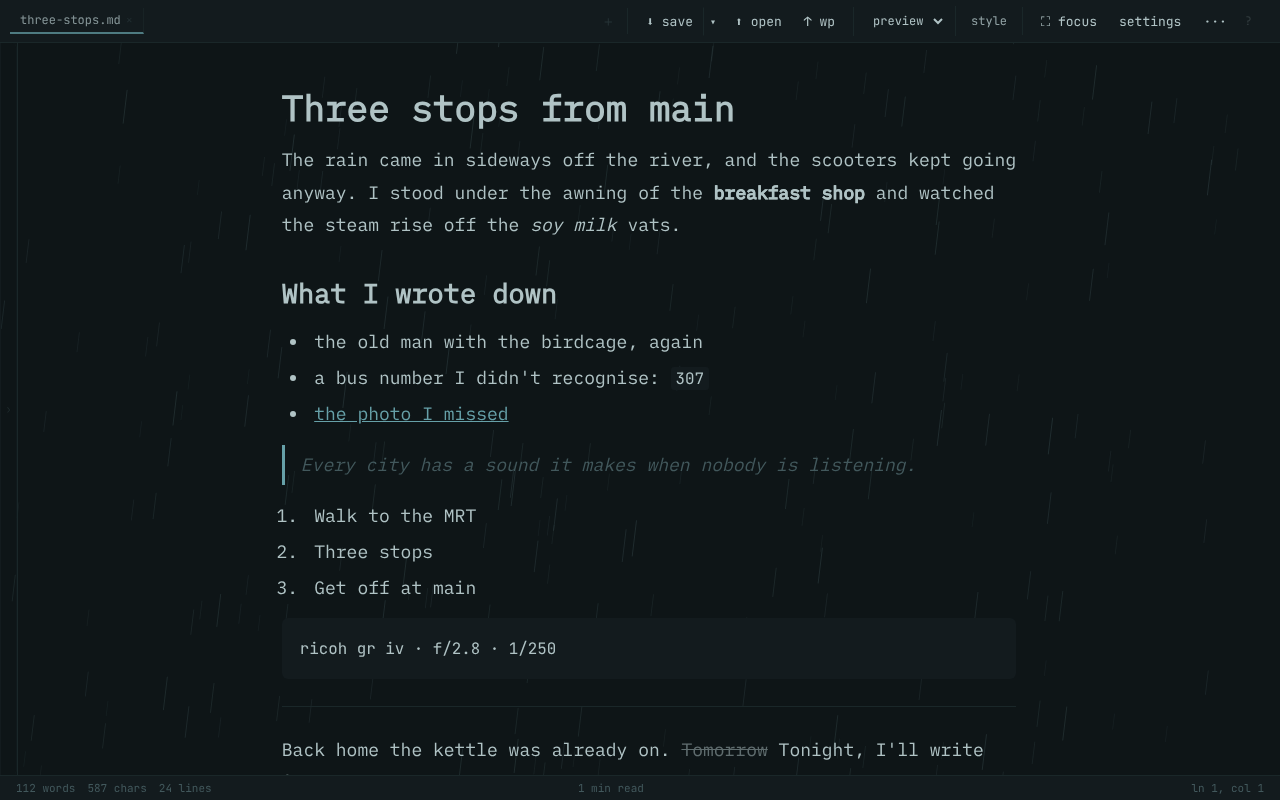 three-stops.md
+
⬇ save
▾
⬆ open
↑ wp
preview
style
⛶ focus
settings
···
?
Three stops from main
The rain came in sideways off the river, and the scooters kept going
anyway. I stood under the awning of the breakfast shop and watched
the steam rise off the soy milk vats.
What I wrote down
• the old man with the birdcage, again
• a bus number I didn't recognise: 307
• the photo I missed
Every city has a sound it makes when nobody is listening.
1. Walk to the MRT
2. Three stops
3. Get off at main
ricoh gr iv · f/2.8 · 1/250
Back home the kettle was already on. Tomorrow Tonight, I'll write
112 words 587 chars 24 lines
1 min read
ln 1, col 1